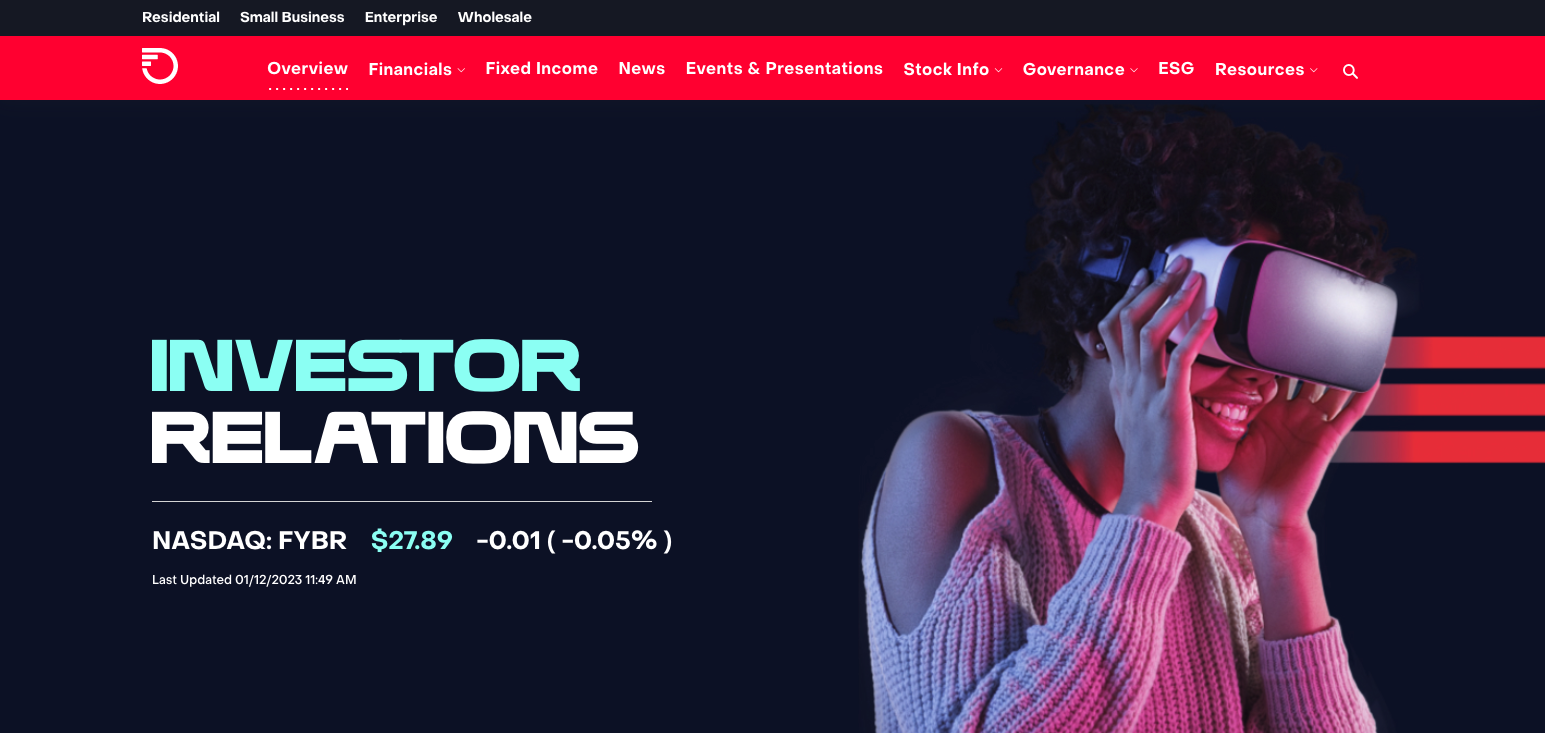 Residential Small Business Enterprise Wholesale
Overview Financials Fixed Income News Events & Presentations Stock Info Governance ESG Resources
INVESTOR
RELATIONS
NASDAQ: FYBR $27.89 -0.01 ( -0.05% )
Last Updated 01/12/2023 11:49 AM